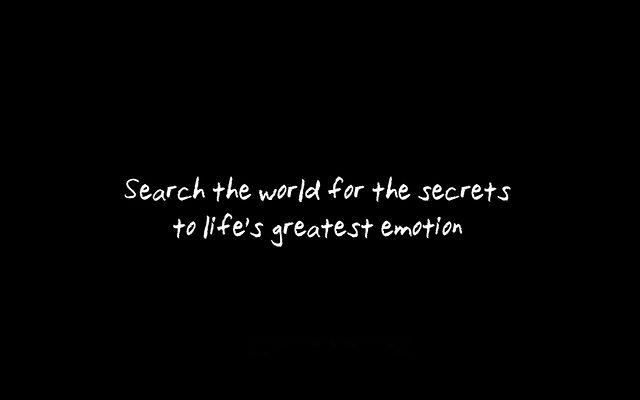 Search the world for the secrets
to life's greatest emotion